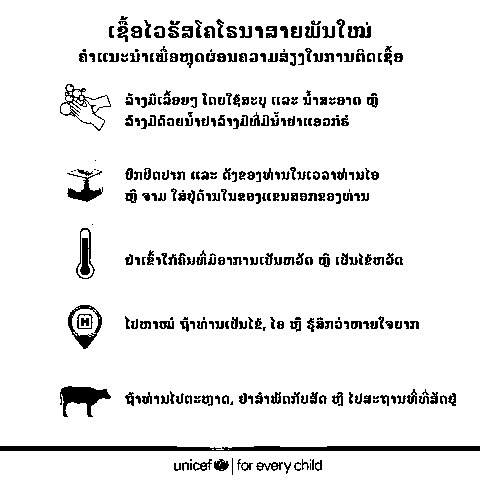 ເຊື້ອໄວຣັສໂຄໂຣນາສາຍພັນໃໝ່
ຄຳແນະນຳເພື່ອຫຼຸດຜ່ອນຄວາມສ່ຽງໃນການຕິດເຊື້ອ
ລ້າງມືເລື້ອຍໆ ໂດຍໃຊ້ສະບູ ແລະ ນ້ຳສະອາດ ຫຼື
ລ້າງມືດ້ວຍນ້ຳຢາລ້າງມືທີ່ມີນ້ຳຢາແອວກໍຮໍ
ປົກປິດປາກ ແລະ ດັງຂອງທ່ານໃນເວລາທ່ານໄອ
ຫຼື ຈາມ ໃສ່ຢູ່ດ້ານໃນຂອງແຂນສອກຂອງທ່ານ
ຢ່າເຂົ້າໃກ້ຄົນທີ່ມີອາການເປັນຫວັດ ຫຼື ເປັນໄຂ້ຫວັດ
ໄປຫາໝໍ ຖ້າທ່ານເປັນໄຂ້, ໄອ ຫຼື ຮູ້ສຶກວ່າຫາຍໃຈຍາກ
H
ຖ້າທ່ານໄປຕະຫຼາດ, ຢ່າສຳພັດກັບສັດ ຫຼື ໄປສະຖານທີ່ທີ່ສັດຢູ່
unicef | for every child